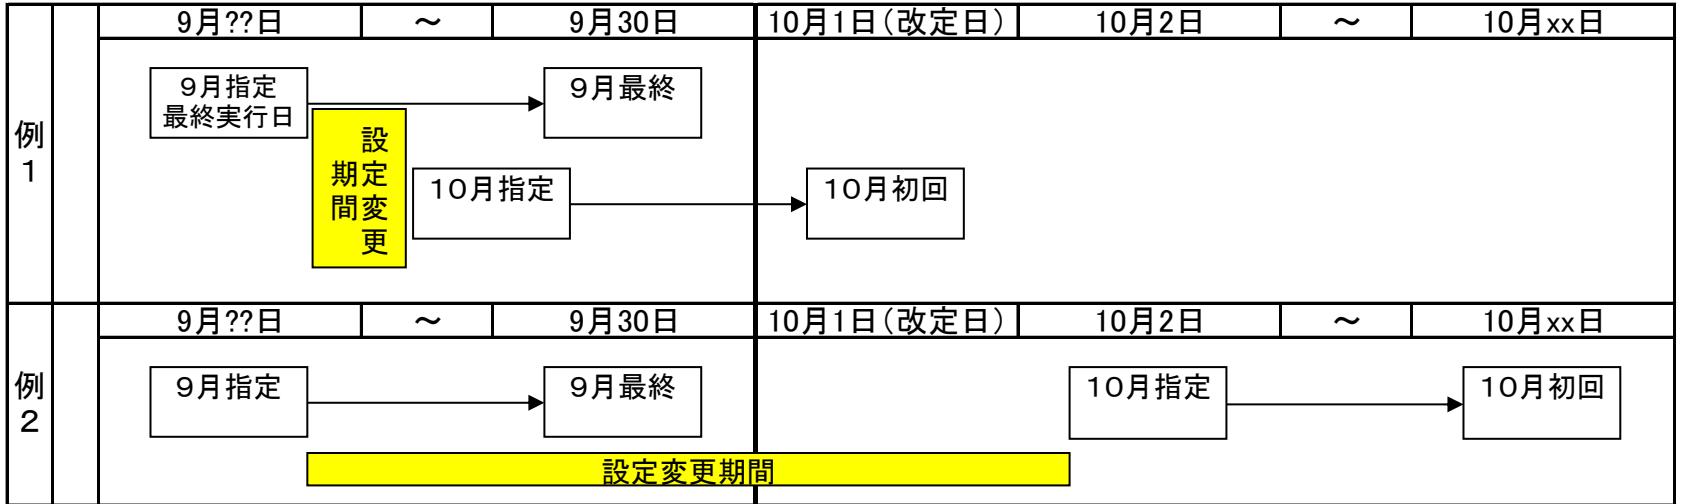 9月??日 ～ 9月30日 10月1日（改定日） 10月2日 ～ 10月xx日
例
1
９月指定
最終実行日
９月最終
設定変更
期間
１０月指定
１０月初回
9月??日 ～ 9月30日 10月1日（改定日） 10月2日 ～ 10月xx日
例
2
９月指定
９月最終
１０月指定
１０月初回
設定変更期間